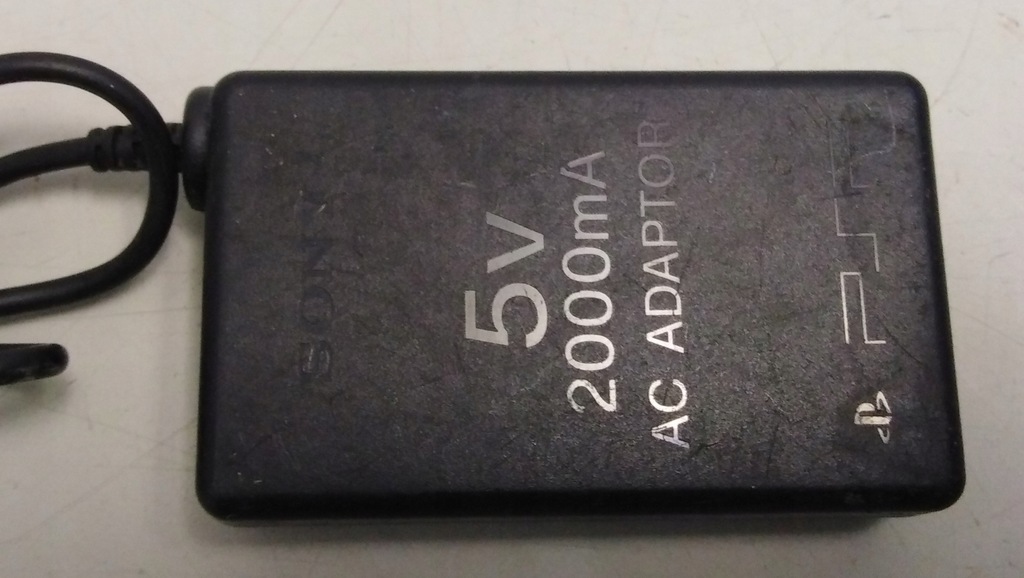 SONY
5V
2000mA
AC ADAPTOR
PSP